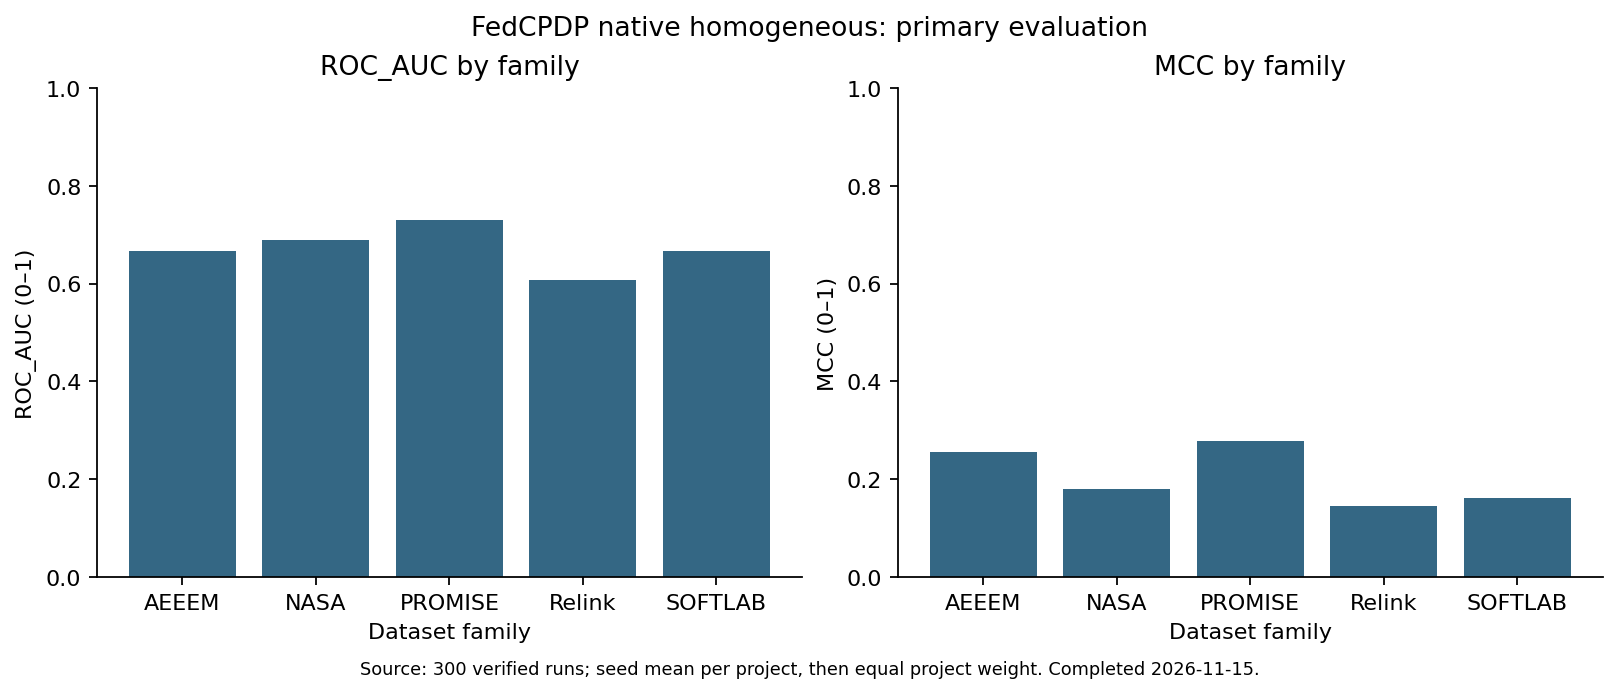 FedCPDP native homogeneous: primary evaluation
ROC_AUC by family
1.0
0.8
0.6
0.4
0.2
0.0
ROC_AUC (0–1)
AEEEM NASA PROMISE Relink SOFTLAB
Dataset family
MCC by family
1.0
0.8
0.6
0.4
0.2
0.0
MCC (0–1)
AEEEM NASA PROMISE Relink SOFTLAB
Dataset family
Source: 300 verified runs; seed mean per project, then equal project weight. Completed 2026-11-15.